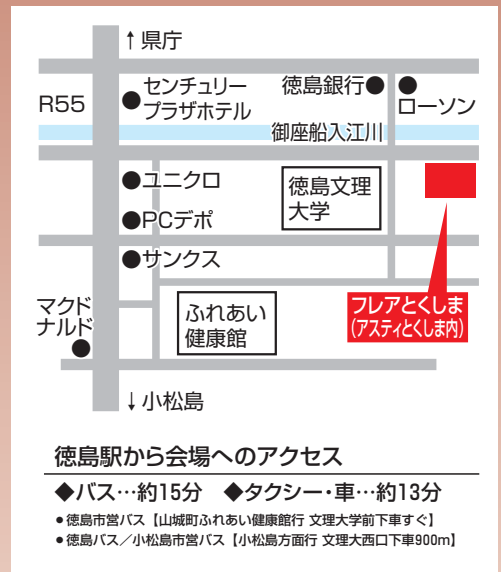 ↑県庁
R55
●センチュリー
プラザホテル
徳島銀行●
●
ローソン
御座船入江川
●ユニクロ
●PCデポ
●サンクス
徳島文理
大学
マクド
ナルド
●
ふれあい
健康館
フレアとくしま
(アスティとくしま内)
↓小松島
徳島駅から会場へのアクセス
◆バス…約15分 ◆タクシー・車…約13分
●徳島市営バス【山城町ふれあい健康館行 文理大学前下車すぐ】
●徳島バス/小松島市営バス【小松島方面行 文理大西口下車900m】